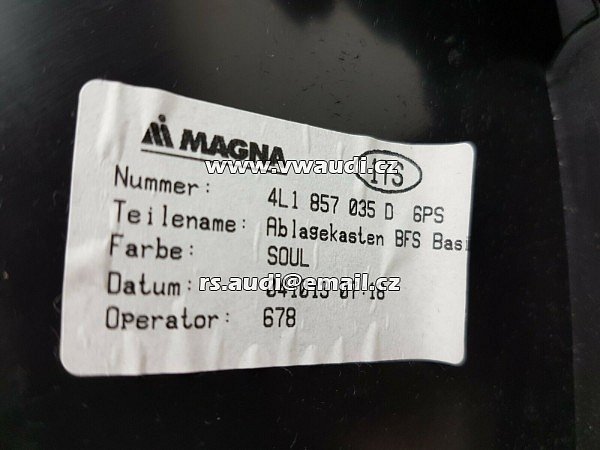 MAGNA
www.vwaudi.cz
1TS
Nummer: 4L1 857 035 D 6PS
Teilename: Ablagekasten BFS Basi
Farbe: SOUL
rs.audi@email.cz
Datum:
Operator: 678